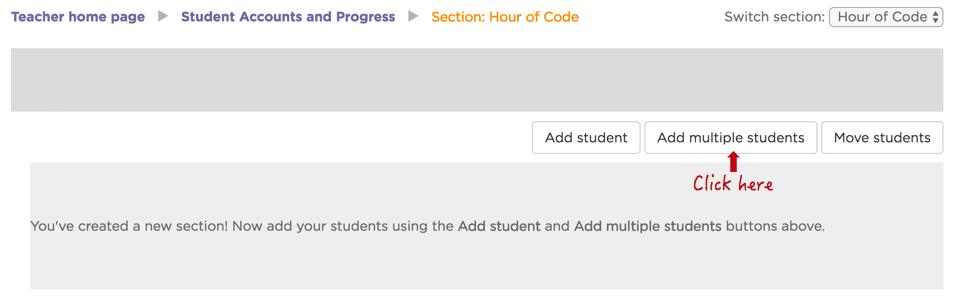 Teacher home page ▶ Student Accounts and Progress ▶ Section: Hour of Code Switch section: Hour of Code
Add student Add multiple students Move students
Click here
You've created a new section! Now add your students using the Add student and Add multiple students buttons above.